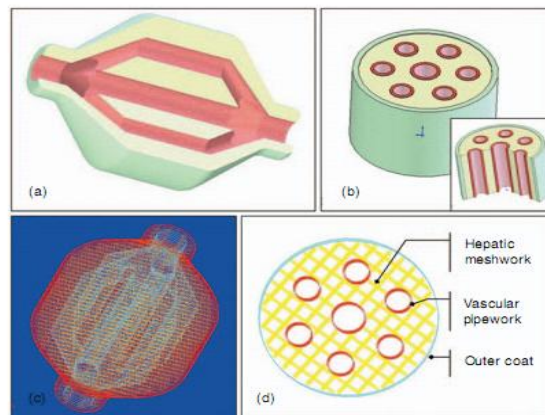 (a)
(b)
(c)
(d)
Hepatic
meshwork
Vascular
pipework
Outer coat